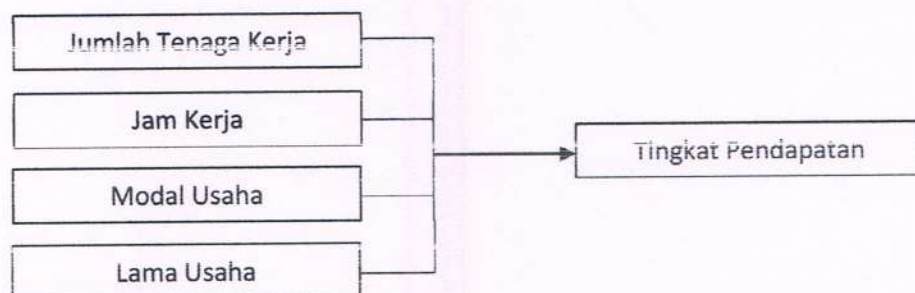 Jumlah Tenaga Kerja
Jam Kerja
Modal Usaha
Lama Usaha
Tingkat Pendapatan